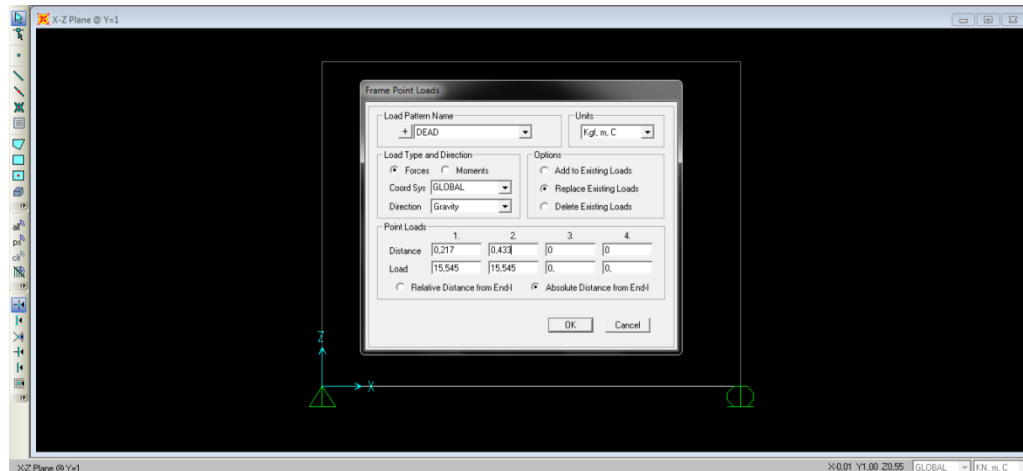 X-Z Plane @ Y=1
Frame Point Loads
Load Pattern Name
+ DEAD
Units
Kgf, m, C
Load Type and Direction
Forces Moments
Coord Sys GLOBAL
Direction Gravity
Options
Add to Existing Loads
Replace Existing Loads
Delete Existing Loads
Point Loads
1. 2. 3. 4.
Distance 0,217 0,433 0 0
Load 15,545 15,545 0, 0,
Relative Distance from End-I Absolute Distance from End-I
OK Cancel
Z
X
all
ps
clr
X-Z Plane @ Y=1
X-0,01 Y1,00 Z0,55 GLOBAL KN, m, C